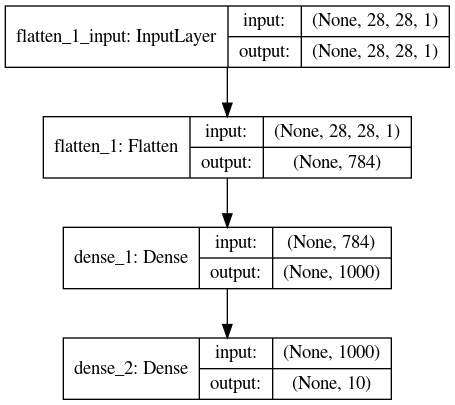 flatten_1_input: InputLayer
input: (None, 28, 28, 1)
output: (None, 28, 28, 1)
flatten_1: Flatten
input: (None, 28, 28, 1)
output: (None, 784)
dense_1: Dense
input: (None, 784)
output: (None, 1000)
dense_2: Dense
input: (None, 1000)
output: (None, 10)